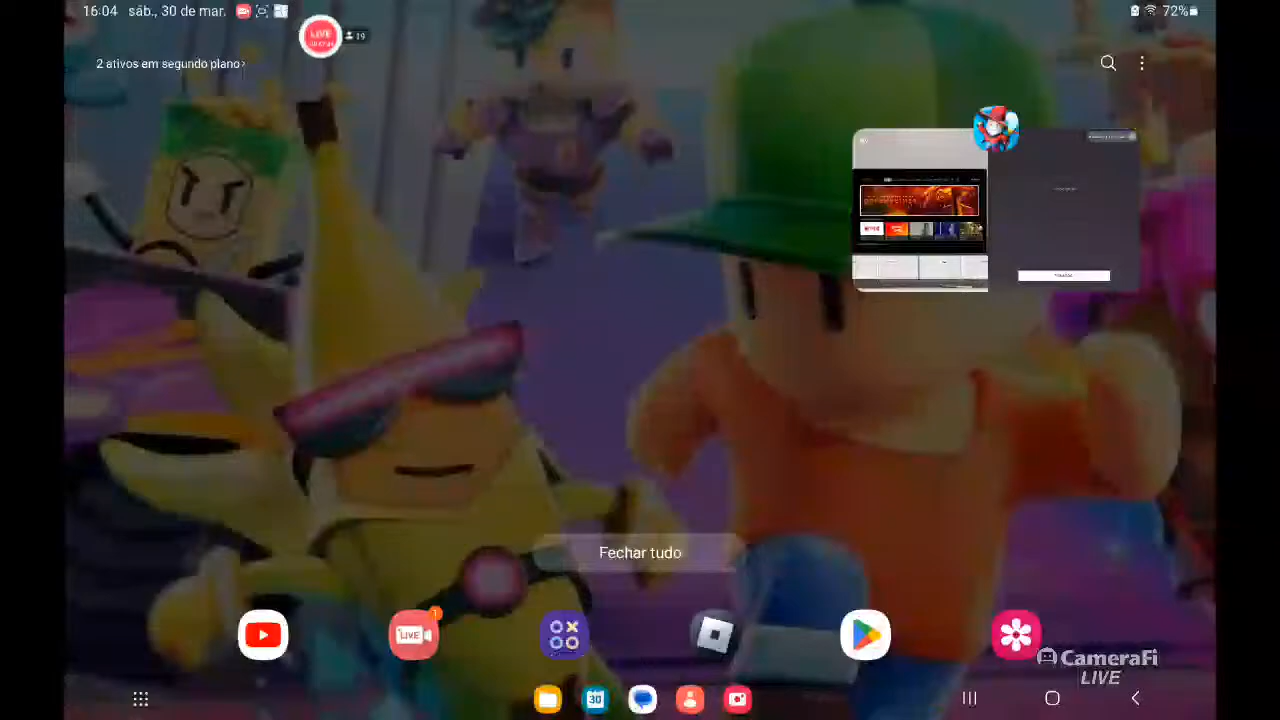 16:04 sáb., 30 de mar.
72%
LIVE
19
2 ativos em segundo plano
Fechar tudo
LIVE
30
CameraFi
LIVE